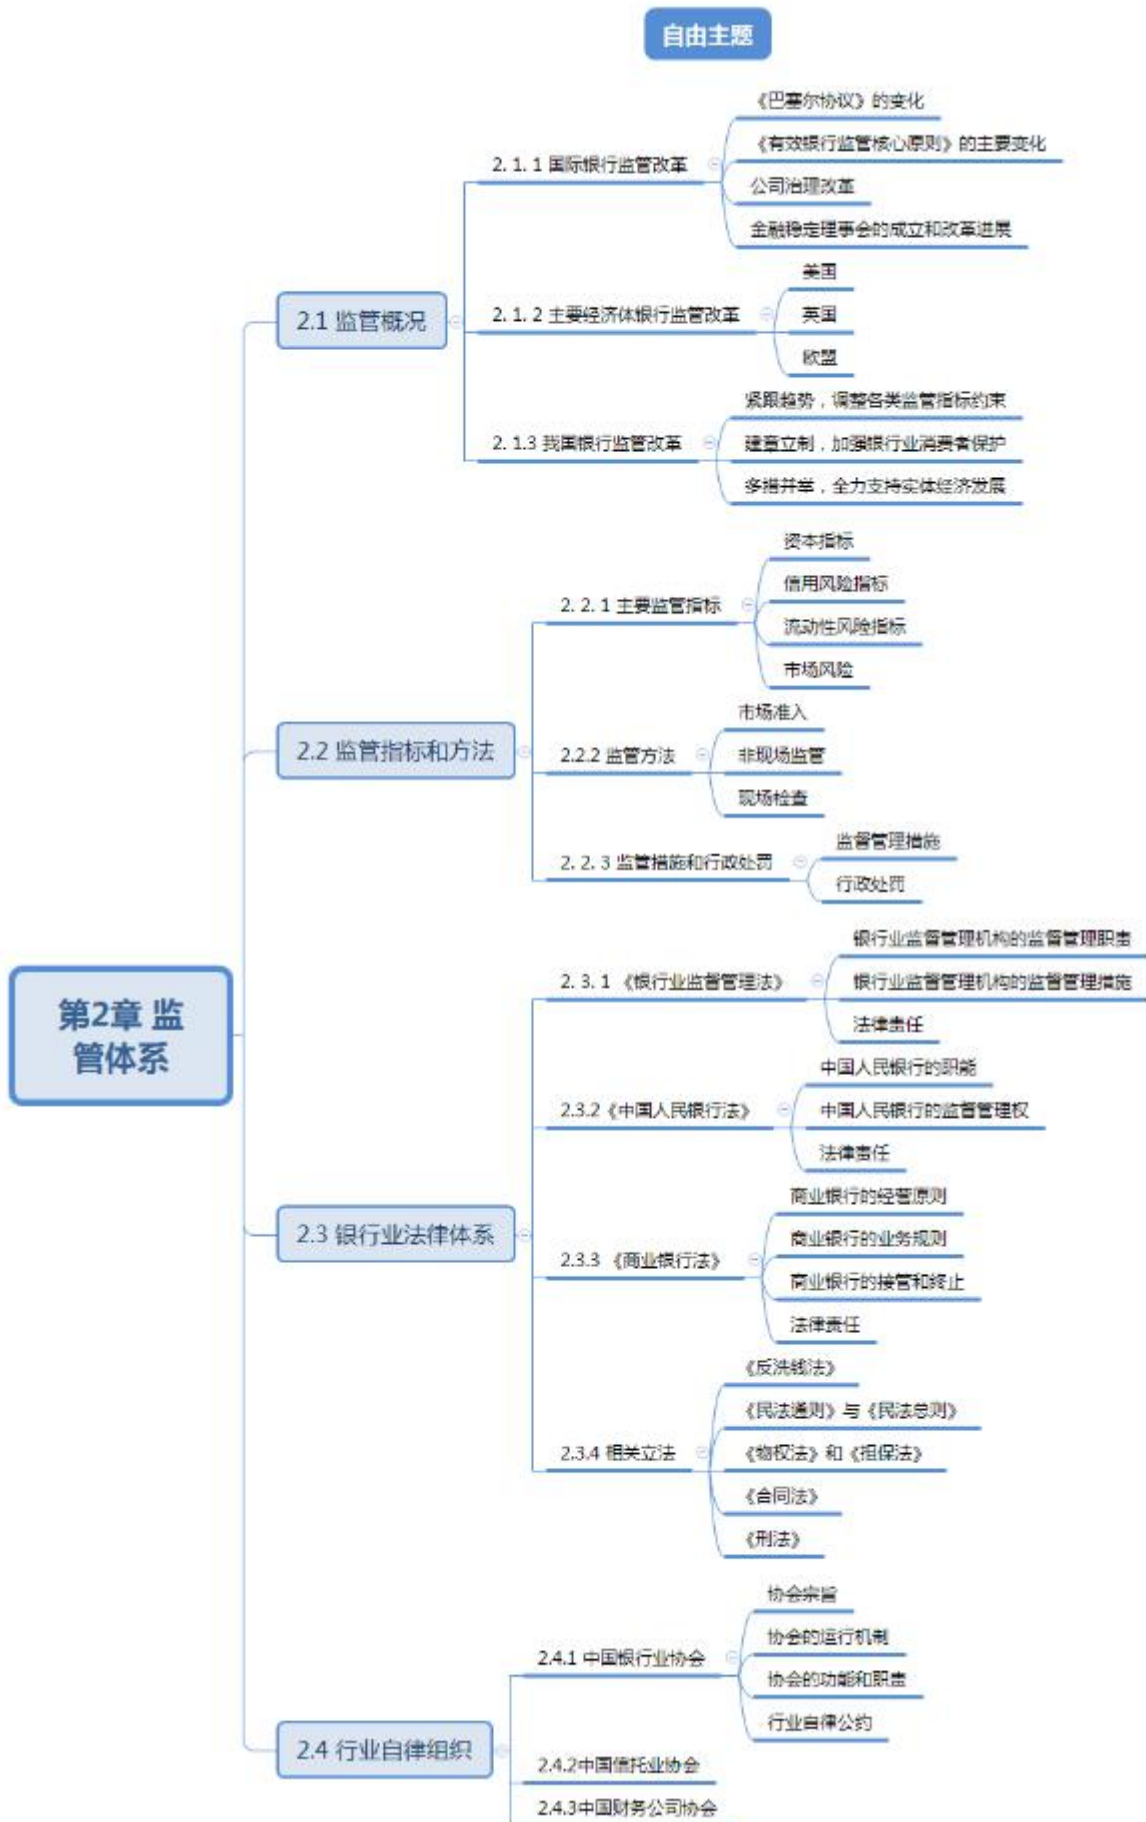 自由主题
第2章 监
管体系
2.1 监管概况
2. 1. 1 国际银行监管改革
《巴塞尔协议》的变化
《有效银行监管核心原则》的主要变化
公司治理改革
金融稳定理事会的成立和改革进展
2. 1. 2 主要经济体银行监管改革
美国
英国
欧盟
2. 1.3 我国银行监管改革
紧跟趋势，调整各类监管指标约束
建章立制，加强银行业消费者保护
多措并举，全力支持实体经济发展
2.2 监管指标和方法
2. 2. 1 主要监管指标
资本指标
信用风险指标
流动性风险指标
市场风险
2.2.2 监管方法
市场准入
非现场监管
现场检查
2. 2. 3 监管措施和行政处罚
监督管理措施
行政处罚
2.3 银行业法律体系
2. 3. 1 《银行业监督管理法》
银行业监督管理机构的监督管理职责
银行业监督管理机构的监督管理措施
法律责任
2.3.2《中国人民银行法》
中国人民银行的职能
中国人民银行的监督管理权
法律责任
2.3.3 《商业银行法》
商业银行的经营原则
商业银行的业务规则
商业银行的接管和终止
法律责任
2.3.4 相关立法
《反洗钱法》
《民法通则》与《民法总则》
《物权法》和《担保法》
《合同法》
《刑法》
2.4 行业自律组织
2.4.1 中国银行业协会
协会宗旨
协会的运行机制
协会的功能和职责
行业自律公约
2.4.2中国信托业协会
2.4.3中国财务公司协会